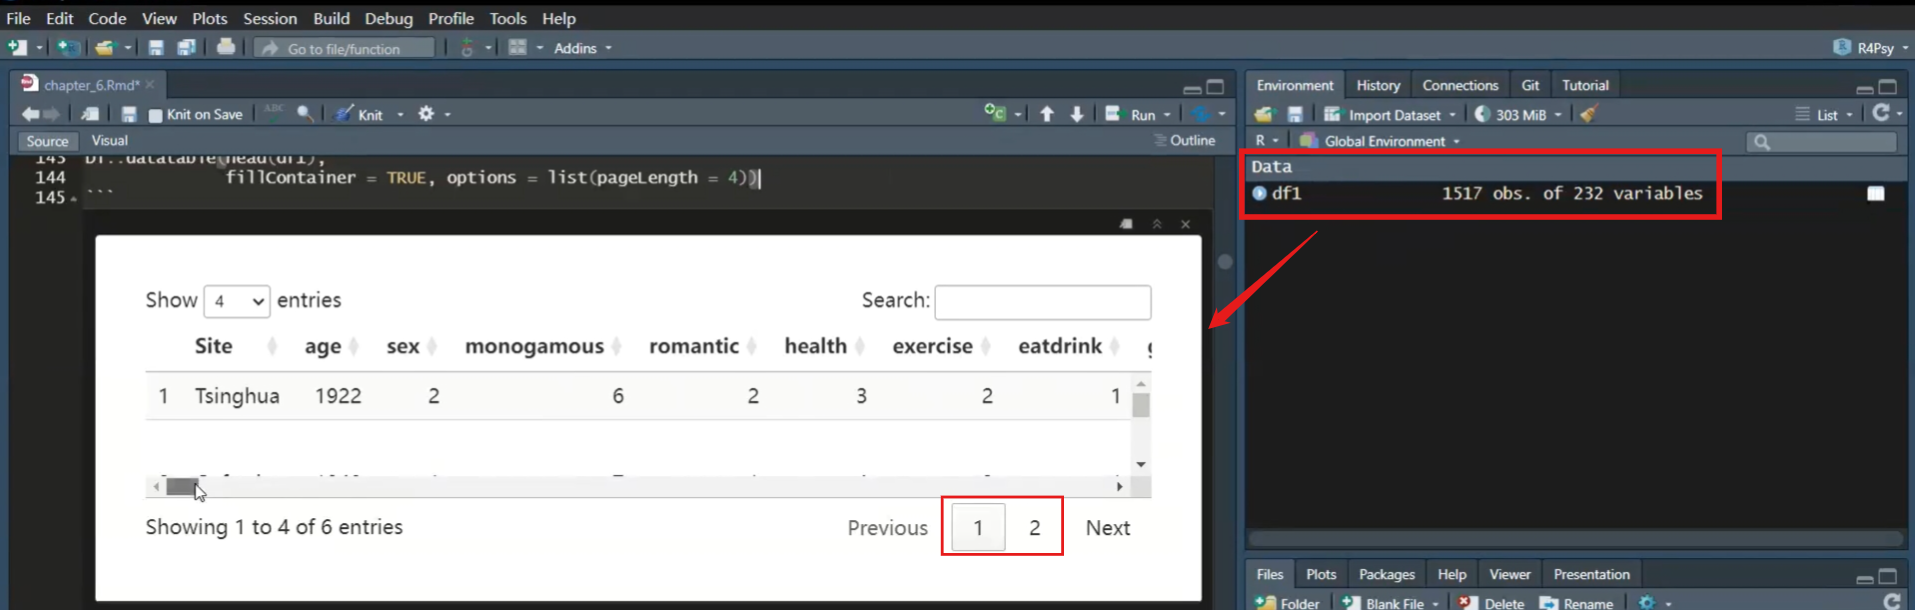 File Edit Code View Plots Session Build Debug Profile Tools Help
Go to file/function Addins R4Psy
chapter_6.Rmd*
Knit on Save ABC Knit Run
Source Visual Outline
143 DT::datatable(head(df1),
144 fillContainer = TRUE, options = list(pageLength = 4))
145 ```
Show 4 entries Search:
Site age sex monogamous romantic health exercise eatdrink
1 Tsinghua 1922 2 6 2 3 2 1
Showing 1 to 4 of 6 entries Previous 1 2 Next
Environment History Connections Git Tutorial
Import Dataset 303 MiB List
R Global Environment
Data
df1 1517 obs. of 232 variables
Files Plots Packages Help Viewer Presentation
Folder Blank File Delete Rename